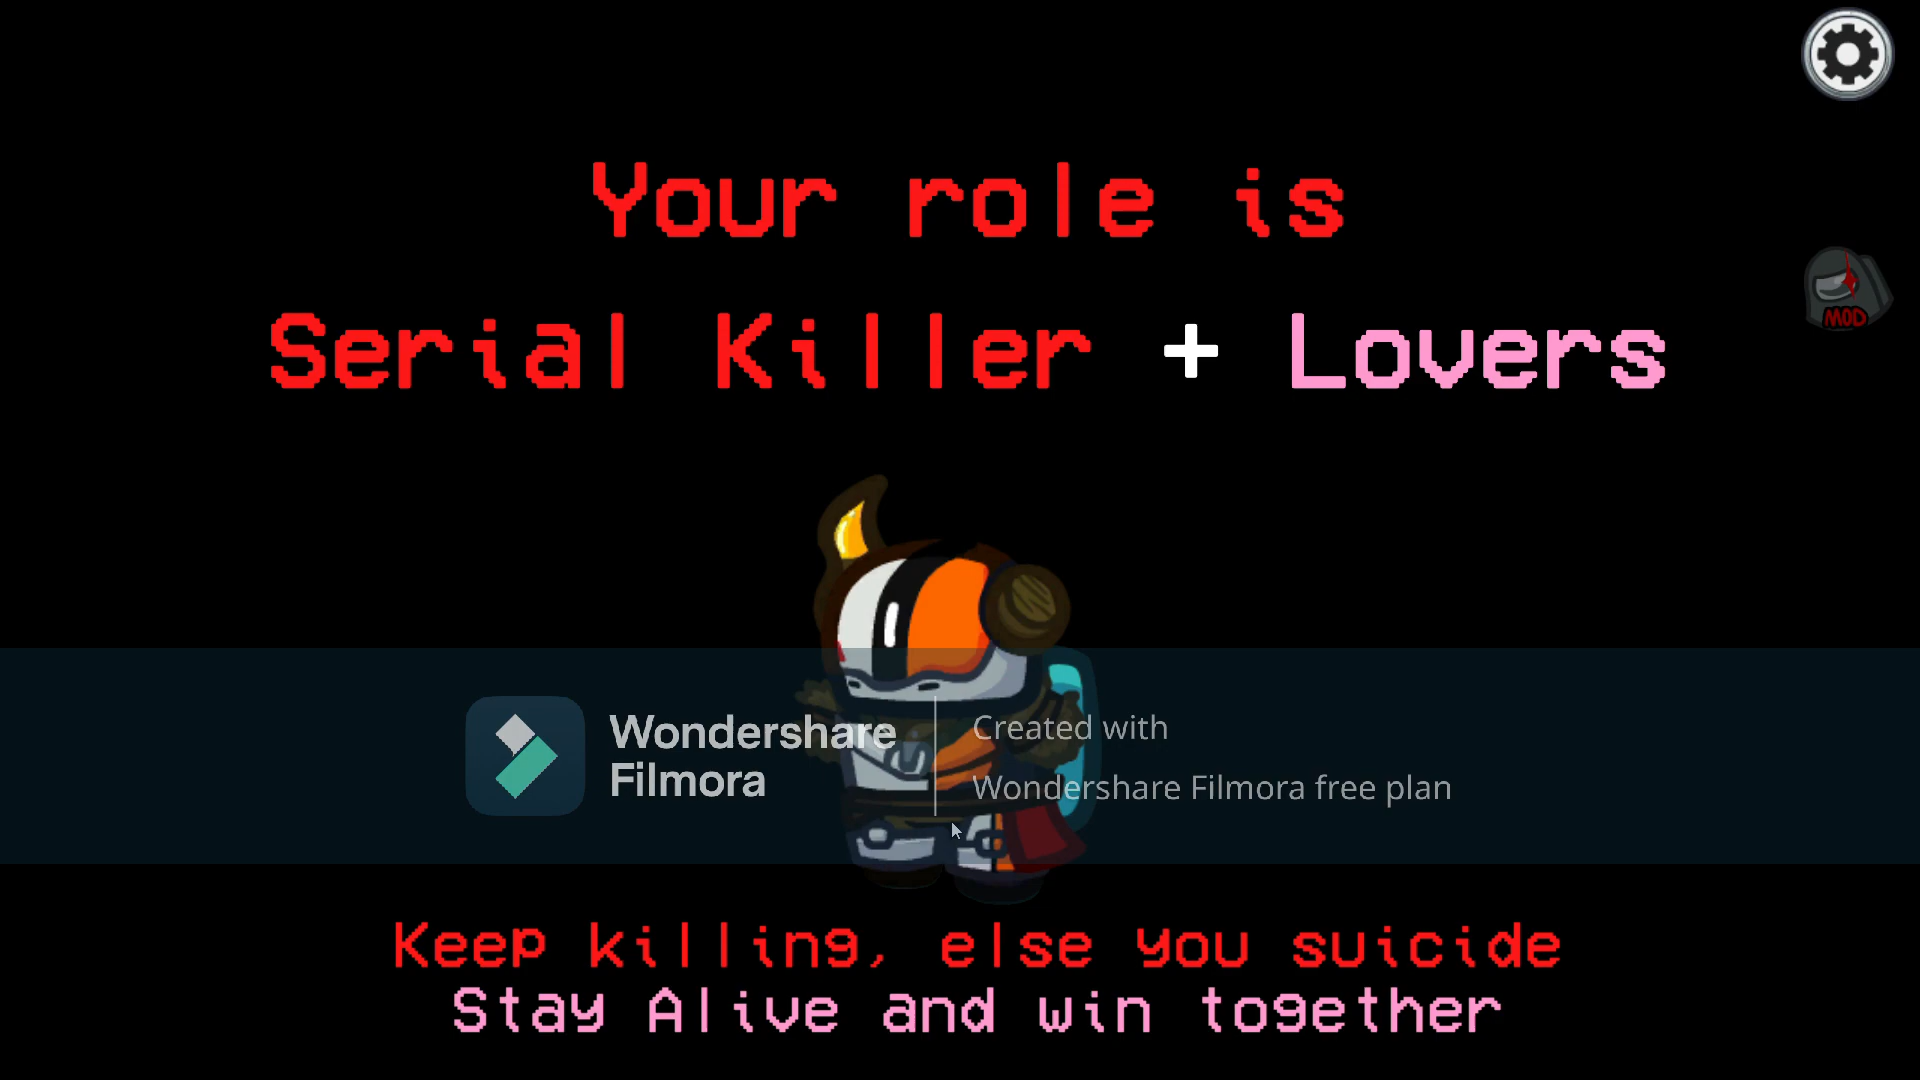 Your role is
Serial Killer + Lovers
MOD
Wondershare
Filmora
Created with
Wondershare Filmora free plan
Keep killing, else you suicide
Stay Alive and win together